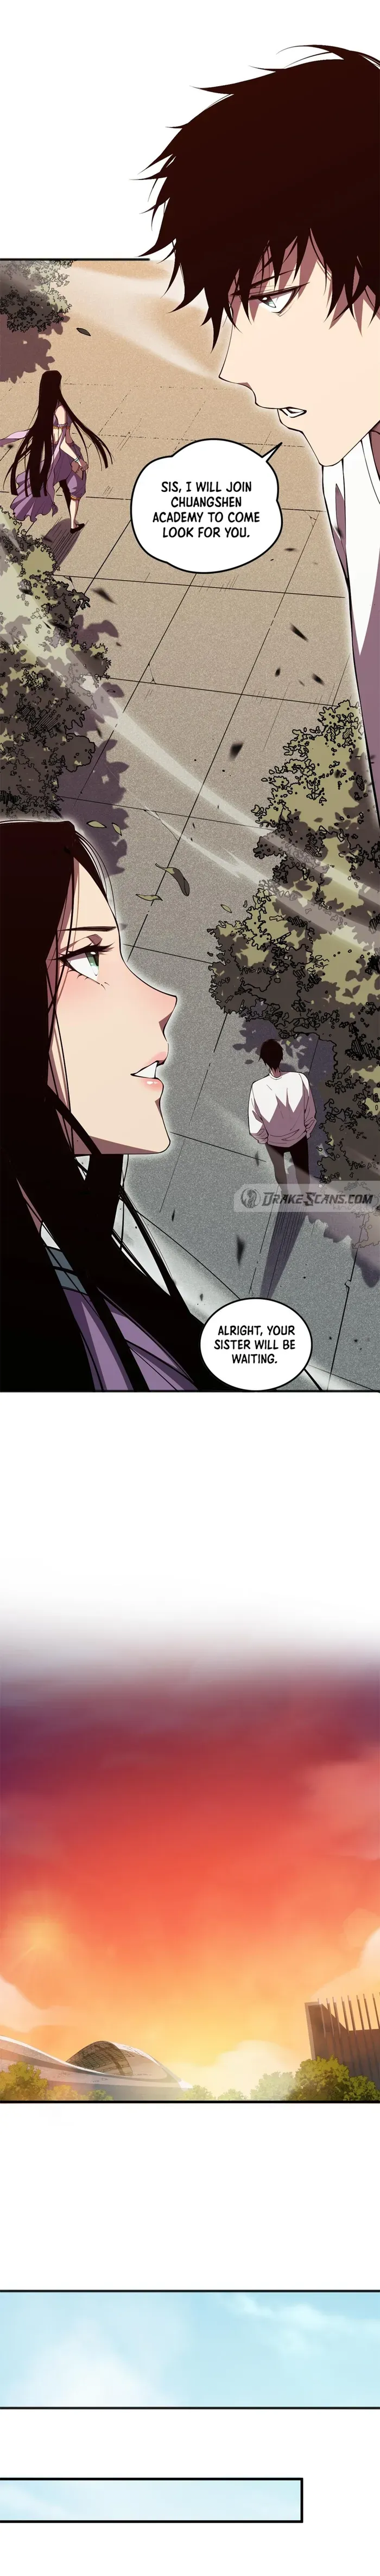 SIS, I WILL JOIN
CHUANGSHEN
ACADEMY TO COME
LOOK FOR YOU.
DRAKESCANS.COM
ALRIGHT, YOUR
SISTER WILL BE
WAITING.